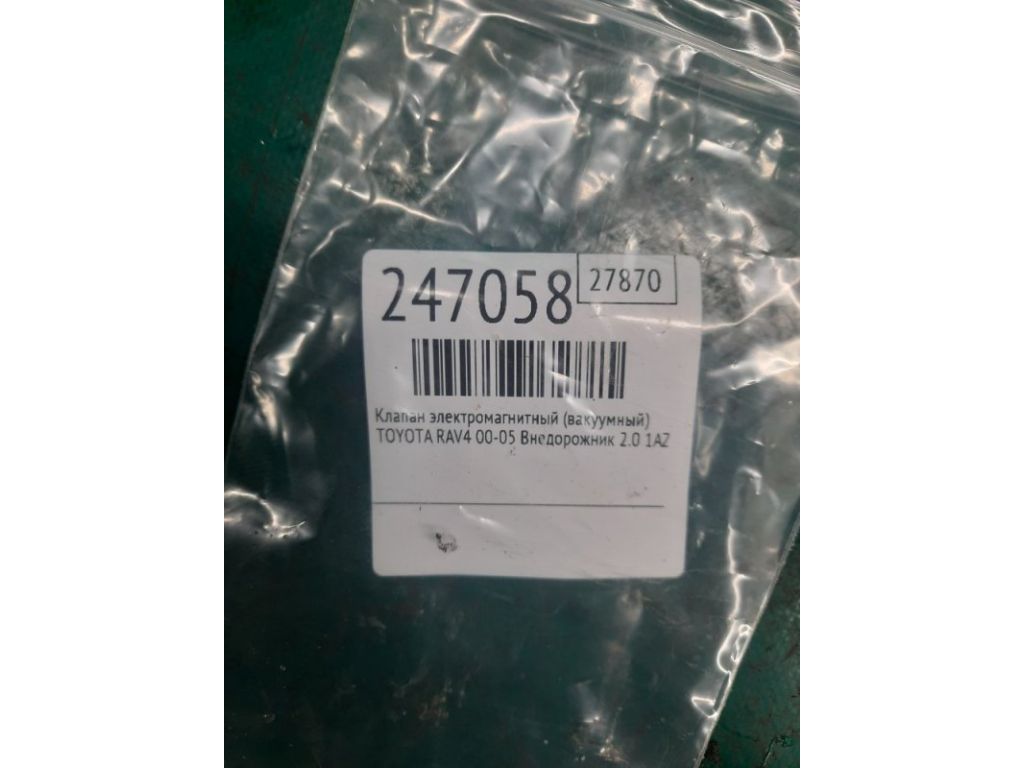 247058
27870
Клапан электромагнитный (вакуумный)
TOYOTA RAV4 00-05 Внедорожник 2.0 1AZ